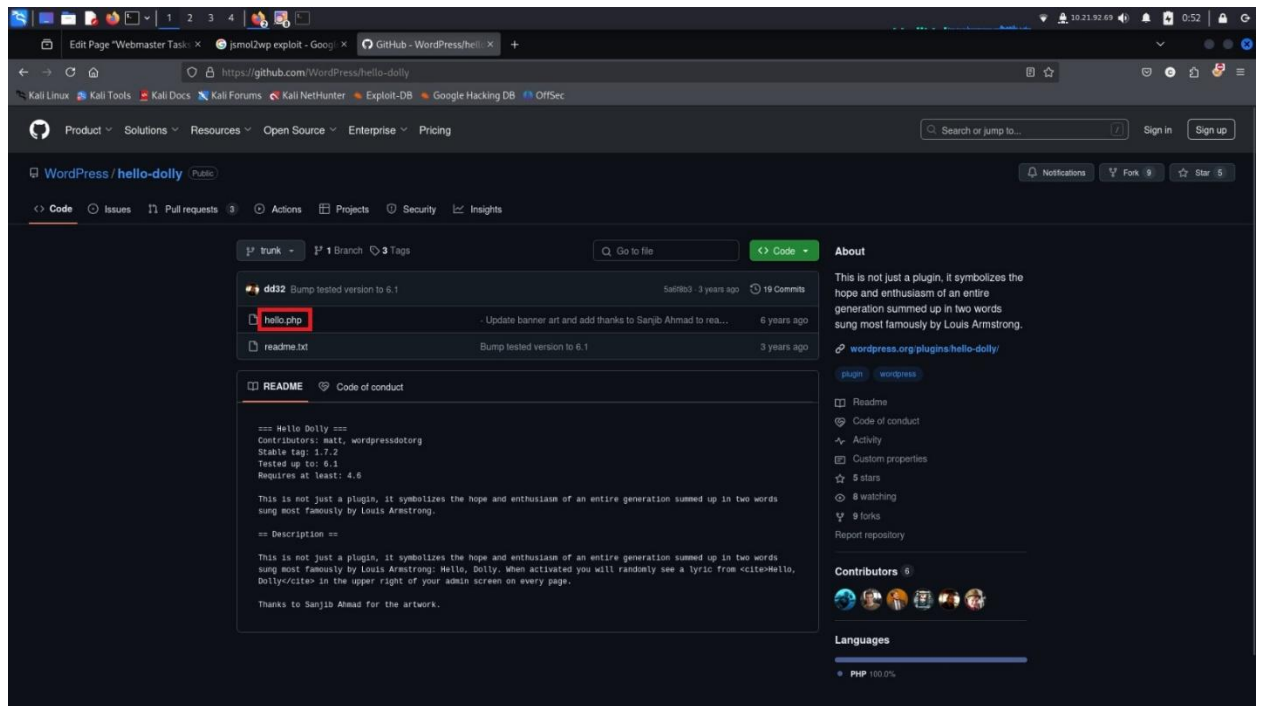 1 2 3 4
10.21.92.69
0:52
Edit Page "Webmaster Tasks
jsmol2wp exploit - Googl
GitHub - WordPress/hell
https://github.com/WordPress/hello-dolly
Kali Linux Kali Tools Kali Docs Kali Forums Kali NetHunter Exploit-DB Google Hacking DB OffSec
Product Solutions Resources Open Source Enterprise Pricing
Search or jump to...
Sign in Sign up
WordPress / hello-dolly Public
Notifications Fork 9 Star 5
Code Issues Pull requests 3 Actions Projects Security Insights
trunk 1 Branch 3 Tags
Go to file
Code
dd32 Bump tested version to 6.1
3 years ago 19 Commits
hello.php - Update banner art and add thanks to Sanjib Ahmad to rea... 6 years ago
readme.txt Bump tested version to 6.1 3 years ago
README Code of conduct
=== Hello Dolly ===
Contributors: matt, wordpressdotorg
Stable tag: 1.7.2
Tested up to: 6.1
Requires at least: 4.6
This is not just a plugin, it symbolizes the hope and enthusiasm of an entire generation summed up in two words
sung most famously by Louis Armstrong.
== Description ==
This is not just a plugin, it symbolizes the hope and enthusiasm of an entire generation summed up in two words
sung most famously by Louis Armstrong: Hello, Dolly. When activated you will randomly see a lyric from <cite>Hello,
Dolly</cite> in the upper right of your admin screen on every page.
Thanks to Sanjib Ahmad for the artwork.
About
This is not just a plugin, it symbolizes the
hope and enthusiasm of an entire
generation summed up in two words
sung most famously by Louis Armstrong.
wordpress.org/plugins/hello-dolly/
plugin wordpress
Readme
Code of conduct
Activity
Custom properties
5 stars
8 watching
9 forks
Report repository
Contributors 6
Languages
PHP 100.0%